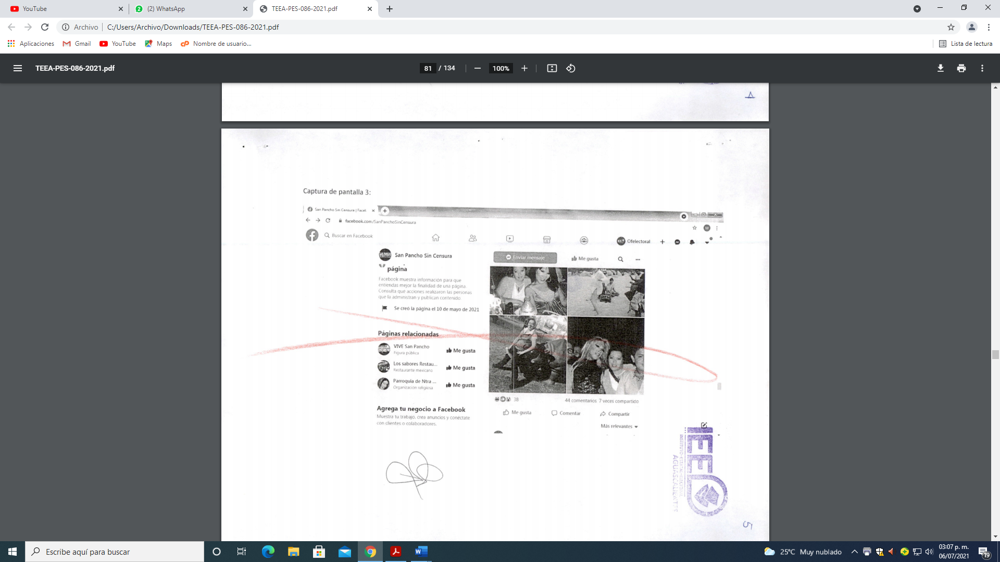 YouTube
(2) WhatsApp
TEEA-PES-086-2021.pdf
Archivo
C:/Users/Archivo/Downloads/TEEA-PES-086-2021.pdf
Aplicaciones
Gmail
YouTube
Maps
Nombre de usuario...
Lista de lectura
TEEA-PES-086-2021.pdf
81 / 134
100%
Captura de pantalla 3:
San Pancho Sin Censura | Faceb
facebook.com/SanPanchoSinCensura
M
Buscar en Facebook
Ofelectoral
San Pancho Sin Censura
Enviar mensaje
Me gusta
página
Facebook muestra información para que
entiendas mejor la finalidad de una página.
Consulta que acciones realizaron las personas
que la administran y publican contenido.
Se creó la página el 10 de mayo de 2021
Páginas relacionadas
VIVE San Pancho
Figura pública
Me gusta
Los sabores Restau...
Restaurante mexicano
Me gusta
Parroquia de Ntra ...
Organización religiosa
Me gusta
Agrega tu negocio a Facebook
Muestra tu trabajo, crea anuncios y conéctate
con clientes o colaboradores.
38
44 comentarios 7 veces compartido
Me gusta
Comentar
Compartir
Más relevantes
IEE
INSTITUTO ESTATAL ELECTORAL
AGUASCALIENTES
5
Escribe aquí para buscar
25°C Muy nublado
03:07 p. m.
06/07/2021
19